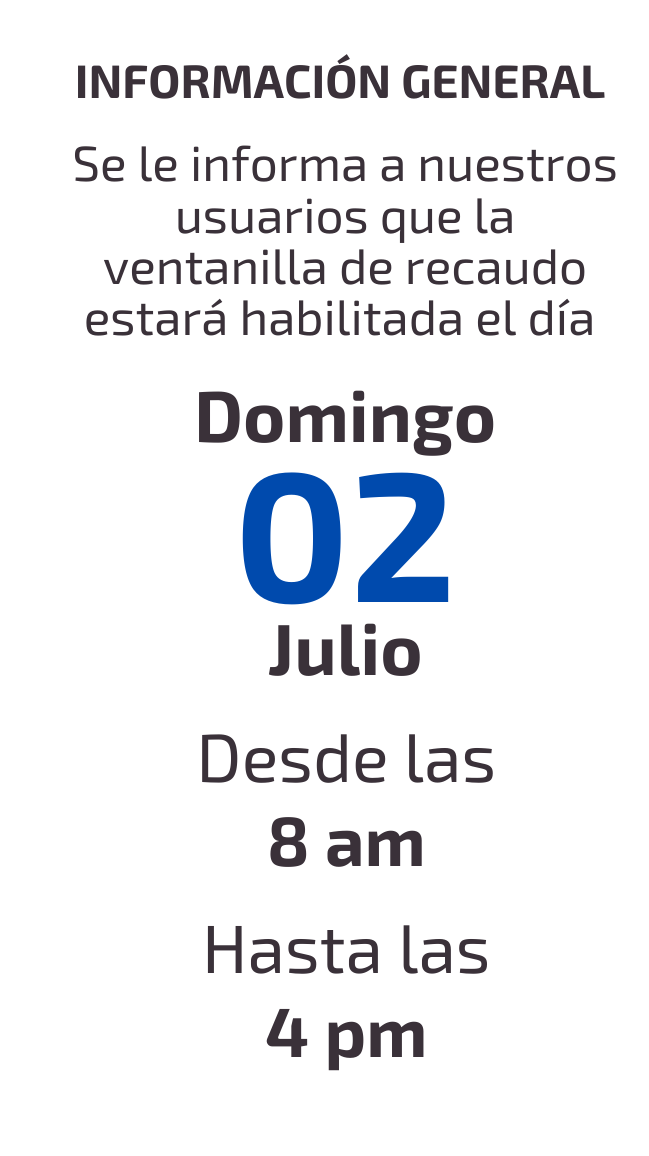 INFORMACIÓN GENERAL
Se le informa a nuestros
usuarios que la
ventanilla de recaudo
estará habilitada el día
Domingo
02
Julio
Desde las
8 am
Hasta las
4 pm